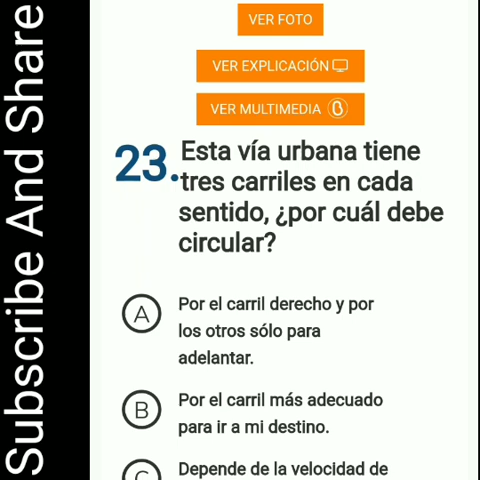 Subscribe And Share
VER FOTO
VER EXPLICACIÓN
VER MULTIMEDIA
23. Esta vía urbana tiene
tres carriles en cada
sentido, ¿por cuál debe
circular?
A Por el carril derecho y por
los otros sólo para
adelantar.
B Por el carril más adecuado
para ir a mi destino.
C Depende de la velocidad de